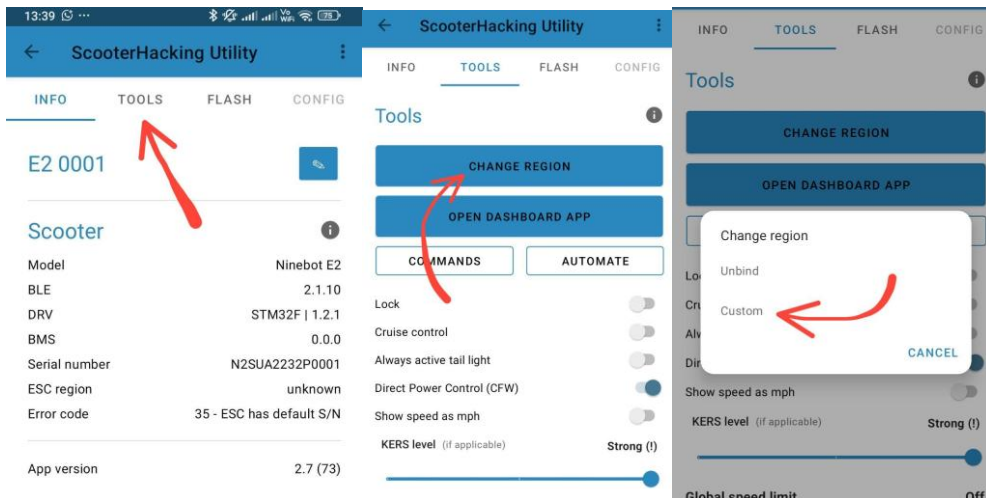 13:39
ScooterHacking Utility
INFO TOOLS FLASH CONFIG
E2 0001
Scooter
Model Ninebot E2
BLE 2.1.10
DRV STM32F | 1.2.1
BMS 0.0.0
Serial number N2SUA2232P0001
ESC region unknown
Error code 35 - ESC has default S/N
App version 2.7 (73)
ScooterHacking Utility
INFO TOOLS FLASH CONFIG
Tools
CHANGE REGION
OPEN DASHBOARD APP
COMMANDS AUTOMATE
Lock
Cruise control
Always active tail light
Direct Power Control (CFW)
Show speed as mph
KERS level (if applicable) Strong (!)
INFO TOOLS FLASH CONFIG
Tools
CHANGE REGION
OPEN DASHBOARD APP
Change region
Unbind
Custom
CANCEL
Show speed as mph
KERS level (if applicable) Strong (!)
Global speed limit Off